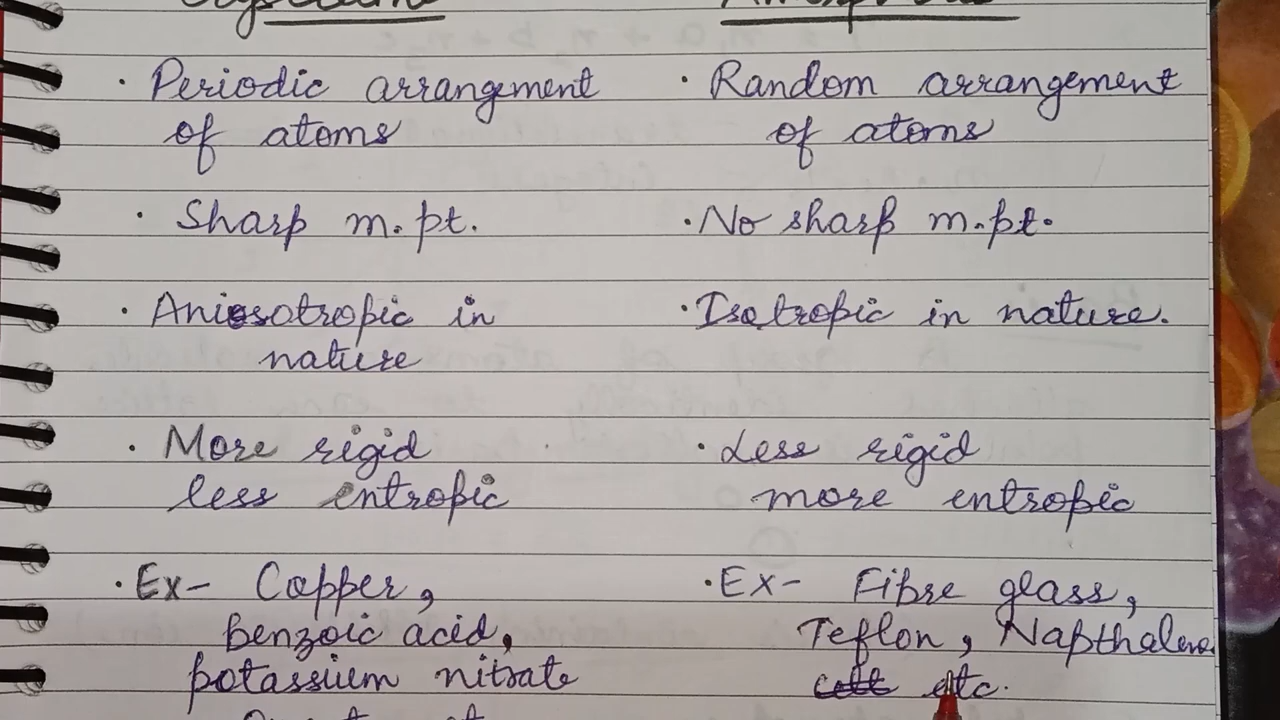 · Periodic arrangement
of atoms
· Sharp m.pt.
· Aniosotropic in
nature
· More rigid
less entropic
· Ex- Copper,
Benzoic acid,
potassium nitrate
· Random arrangement
of atoms
· No sharp m.pt.
· Isotropic in nature.
· Less rigid
more entropic
· Ex- Fibre glass,
Teflon, Napthalene
etc.